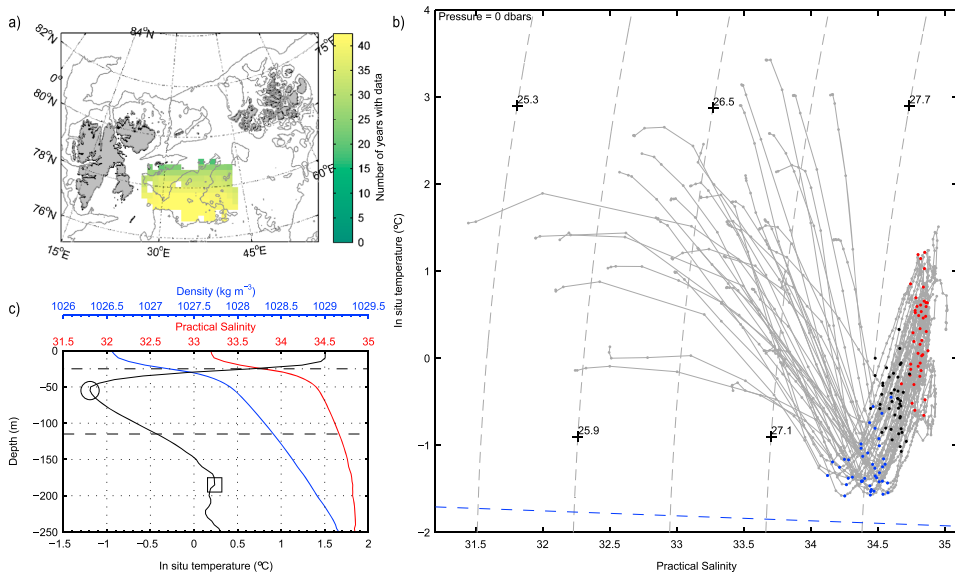 a)
82°N
84°N
75°E
0°
80°N
78°N
76°N
60°E
15°E
30°E
45°E
40
35
30
25
20
15
10
5
0
Number of years with data
b)
Pressure = 0 dbars
4
3
2
1
0
−1
−2
In situ temperature (ºC)
25.3
26.5
27.7
25.9
27.1
31.5
32
32.5
33
33.5
34
34.5
35
Practical Salinity
c)
Density (kg m⁻³)
1026
1026.5
1027
1027.5
1028
1028.5
1029
1029.5
Practical Salinity
31.5
32
32.5
33
33.5
34
34.5
35
0
−50
−100
−150
−200
−250
Depth (m)
−1.5
−1
−0.5
0
0.5
1
1.5
2
In situ temperature (ºC)